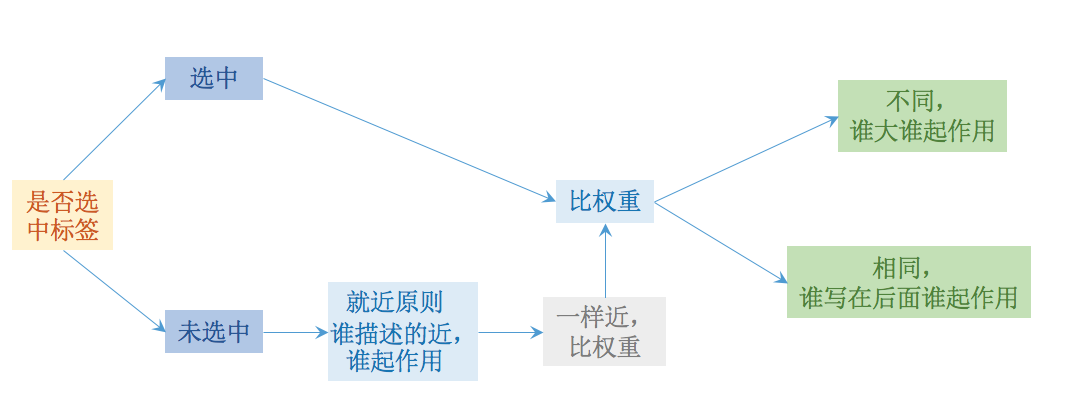 选中
不同，
谁大谁起作用
是否选
中标签
比权重
相同，
谁写在后面谁起作用
未选中
就近原则
谁描述的近，
谁起作用
一样近，
比权重